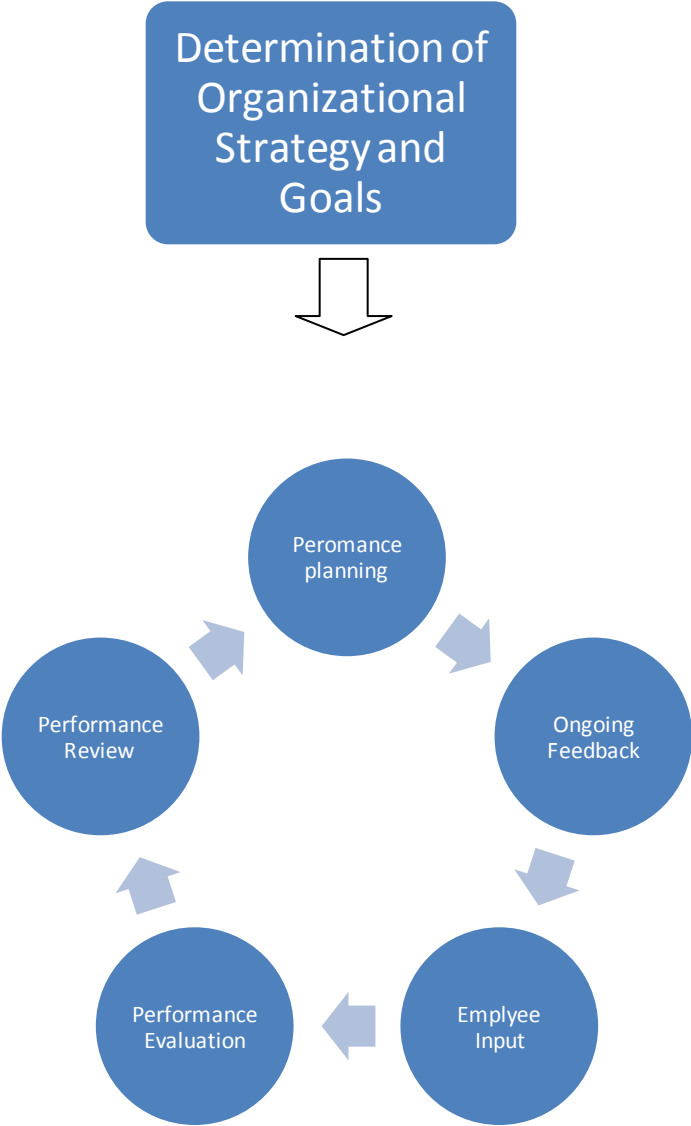 Determination of
Organizational
Strategy and
Goals
Peromance
planning
Ongoing
Feedback
Emplyee
Input
Performance
Evaluation
Performance
Review